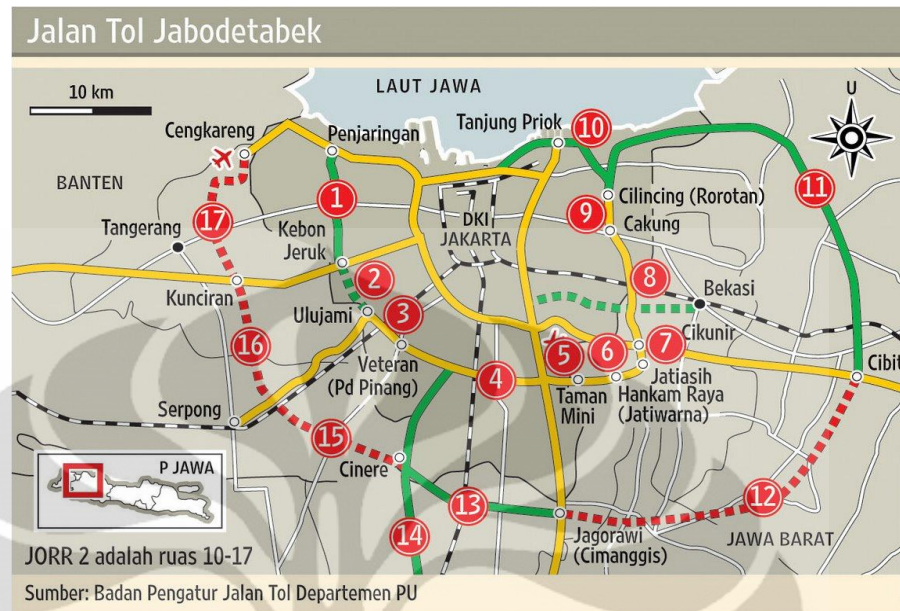 Jalan Tol Jabodetabek
10 km
LAUT JAWA
U
Cengkareng
Penjaringan
Tanjung Priok
10
BANTEN
1
Cilincing (Rorotan)
11
17
9
Cakung
Tangerang
Kebon
Jeruk
DKI
JAKARTA
2
8
Bekasi
Kunciran
Ulujami
3
Cikunir
16
Veteran
(Pd Pinang)
4
5
6
7
Jatiasih
Cibit
Taman
Mini
Hankam Raya
(Jatiwarna)
Serpong
15
Cinere
P JAWA
13
12
14
Jagorawi
(Cimanggis)
JAWA BARAT
JORR 2 adalah ruas 10-17
Sumber: Badan Pengatur Jalan Tol Departemen PU